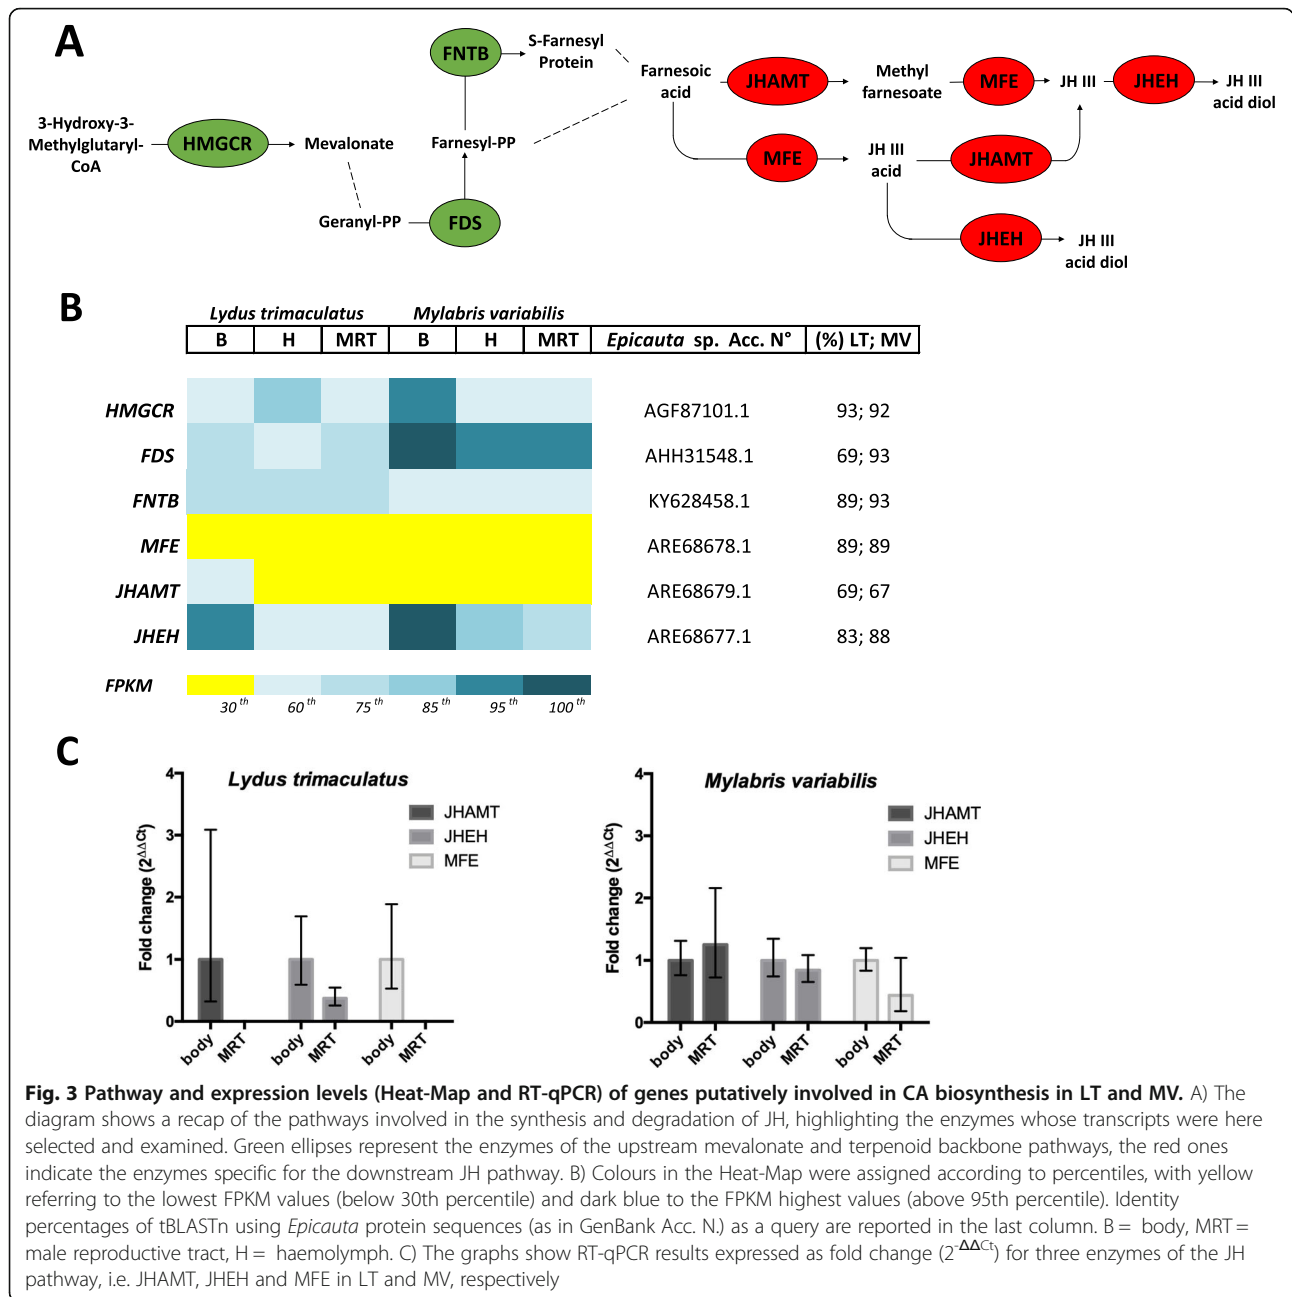 A
FNTB
S-Farnesyl
Protein
Farnesoic
acid
JHAMT
Methyl
farnesoate
MFE
JH III
JHEH
JH III
acid diol
3-Hydroxy-3-
Methylglutaryl-
CoA
HMGCR
Mevalonate
Farnesyl-PP
MFE
JH III
acid
JHAMT
Geranyl-PP
FDS
JHEH
JH III
acid diol
B
Lydus trimaculatus Mylabris variabilis
B H MRT B H MRT Epicauta sp. Acc. N° (%) LT; MV
HMGCR AGF87101.1 93; 92
FDS AHH31548.1 69; 93
FNTB KY628458.1 89; 93
MFE ARE68678.1 89; 89
JHAMT ARE68679.1 69; 67
JHEH ARE68677.1 83; 88
FPKM
30th 60th 75th 85th 95th 100th
C
Lydus trimaculatus
JHAMT
JHEH
MFE
Fold change (2ΔΔCt)
4
3
2
1
0
body MRT body MRT body MRT
Mylabris variabilis
JHAMT
JHEH
MFE
Fold change (2ΔΔCt)
4
3
2
1
0
body MRT body MRT body MRT
Fig. 3 Pathway and expression levels (Heat-Map and RT-qPCR) of genes putatively involved in CA biosynthesis in LT and MV. A) The
diagram shows a recap of the pathways involved in the synthesis and degradation of JH, highlighting the enzymes whose transcripts were here
selected and examined. Green ellipses represent the enzymes of the upstream mevalonate and terpenoid backbone pathways, the red ones
indicate the enzymes specific for the downstream JH pathway. B) Colours in the Heat-Map were assigned according to percentiles, with yellow
referring to the lowest FPKM values (below 30th percentile) and dark blue to the FPKM highest values (above 95th percentile). Identity
percentages of tBLASTn using Epicauta protein sequences (as in GenBank Acc. N.) as a query are reported in the last column. B = body, MRT =
male reproductive tract, H = haemolymph. C) The graphs show RT-qPCR results expressed as fold change (2-ΔΔCt) for three enzymes of the JH
pathway, i.e. JHAMT, JHEH and MFE in LT and MV, respectively